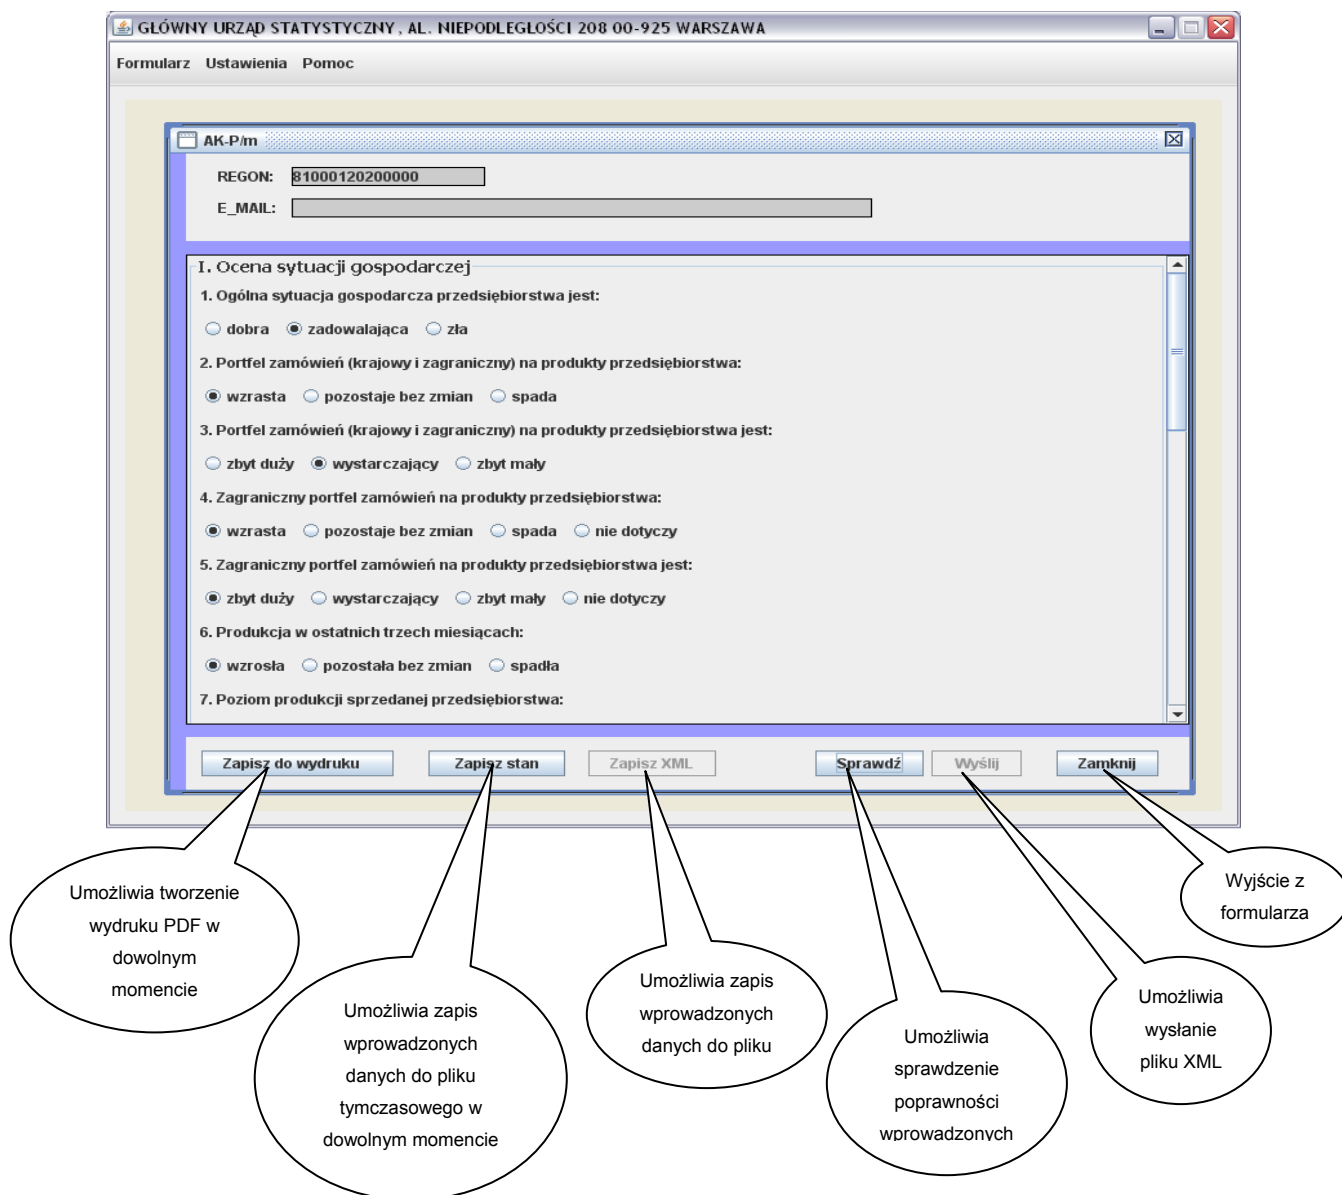 GŁÓWNY URZĄD STATYSTYCZNY , AL. NIEPODLEGŁOŚCI 208 00-925 WARSZAWA
Formularz Ustawienia Pomoc
AK-P/m
REGON: 81000120200000
E_MAIL:
I. Ocena sytuacji gospodarczej
1. Ogólna sytuacja gospodarcza przedsiębiorstwa jest:
dobra zadowalająca zła
2. Portfel zamówień (krajowy i zagraniczny) na produkty przedsiębiorstwa:
wzrasta pozostaje bez zmian spada
3. Portfel zamówień (krajowy i zagraniczny) na produkty przedsiębiorstwa jest:
zbyt duży wystarczający zbyt mały
4. Zagraniczny portfel zamówień na produkty przedsiębiorstwa:
wzrasta pozostaje bez zmian spada nie dotyczy
5. Zagraniczny portfel zamówień na produkty przedsiębiorstwa jest:
zbyt duży wystarczający zbyt mały nie dotyczy
6. Produkcja w ostatnich trzech miesiącach:
wzrosła pozostała bez zmian spadła
7. Poziom produkcji sprzedanej przedsiębiorstwa:
Zapisz do wydruku Zapisz stan Zapisz XML Sprawdź Wyślij Zamknij
Umożliwia tworzenie
wydruku PDF w
dowolnym
momencie
Umożliwia zapis
wprowadzonych
danych do pliku
tymczasowego w
dowolnym momencie
Umożliwia zapis
wprowadzonych
danych do pliku
Umożliwia
sprawdzenie
poprawności
wprowadzonych
Umożliwia
wysłanie
pliku XML
Wyjście z
formularza